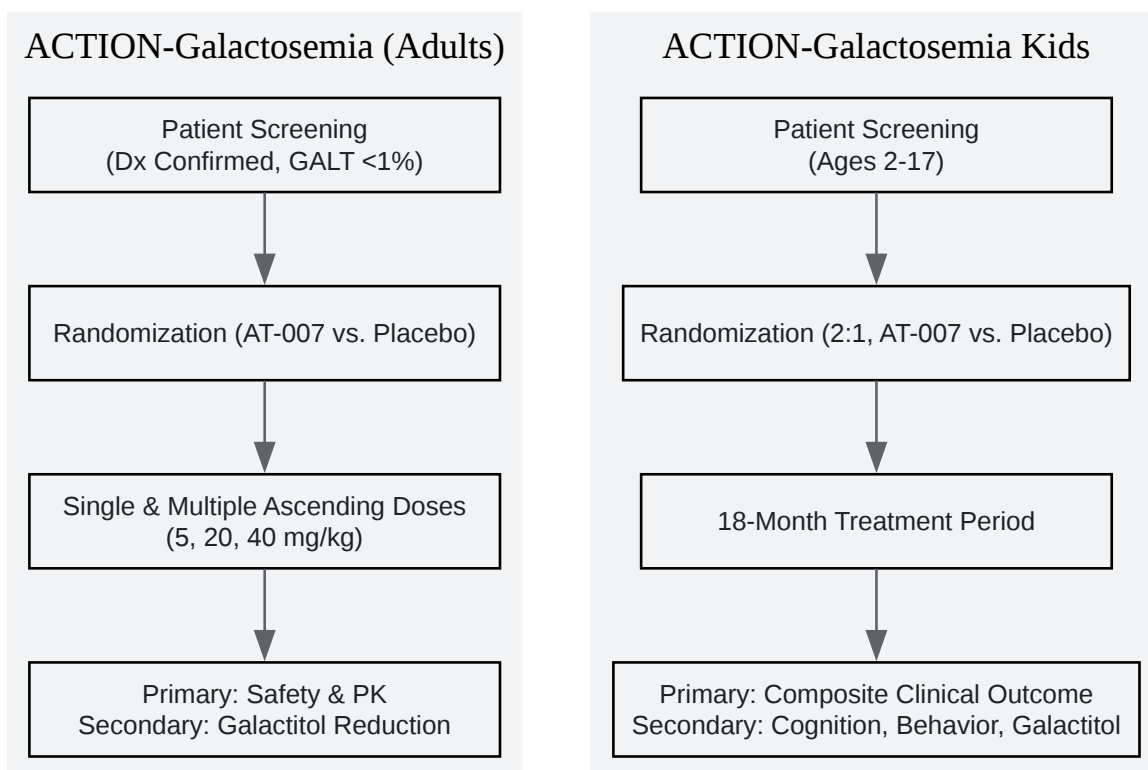 ACTION-Galactosemia (Adults)
Patient Screening
(Dx Confirmed, GALT <1%)
Randomization (AT-007 vs. Placebo)
Single & Multiple Ascending Doses
(5, 20, 40 mg/kg)
Primary: Safety & PK
Secondary: Galactitol Reduction
ACTION-Galactosemia Kids
Patient Screening
(Ages 2-17)
Randomization (2:1, AT-007 vs. Placebo)
18-Month Treatment Period
Primary: Composite Clinical Outcome
Secondary: Cognition, Behavior, Galactitol